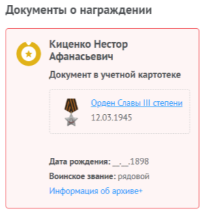 Документы о награждении
Киценко Нестор
Афанасьевич
Документ в учетной картотеке
Орден Славы III степени
12.03.1945
Дата рождения: __.__.1898
Воинское звание: рядовой
Информация об архиве+